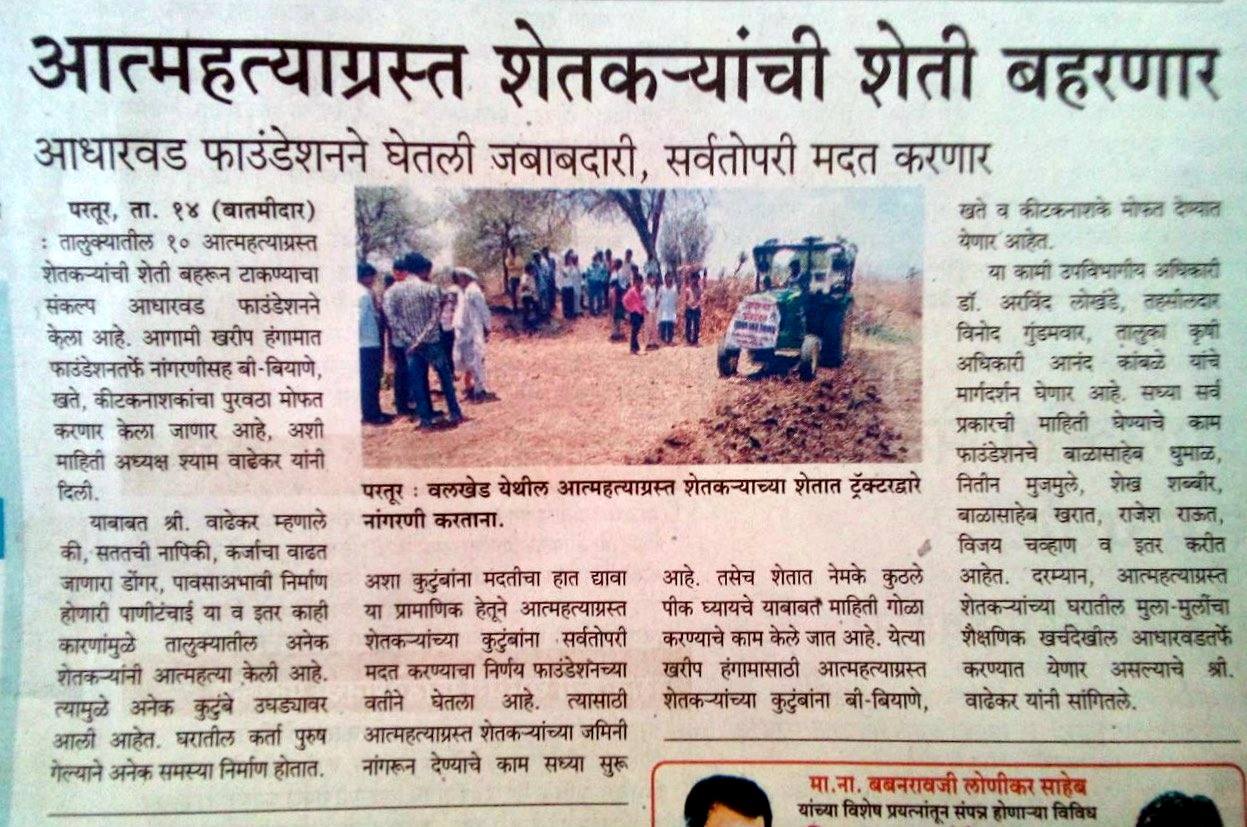 आत्महत्याग्रस्त शेतकऱ्यांची शेती बहरणार
आधारवड फाउंडेशनने घेतली जबाबदारी, सर्वतोपरी मदत करणार
परतूर, ता. १४ (बातमीदार)
: तालुक्यातील १० आत्महत्याग्रस्त
शेतकऱ्यांची शेती बहरून टाकण्याचा
संकल्प आधारवड फाउंडेशनने
केला आहे. आगामी खरीप हंगामात
फाउंडेशनतर्फे नांगरणीसह बी-बियाणे,
खते, कीटकनाशकांचा पुरवठा मोफत
करणार केला जाणार आहे, अशी
माहिती अध्यक्ष श्याम वाढेकर यांनी
दिली.
याबाबत श्री. वाढेकर म्हणाले
की, सततची नापिकी, कर्जाचा वाढत
जाणारा डोंगर, पावसाअभावी निर्माण
होणारी पाणीटंचाई या व इतर काही
कारणांमुळे तालुक्यातील अनेक
शेतकऱ्यांनी आत्महत्या केली आहे.
त्यामुळे अनेक कुटुंबे उघड्यावर
आली आहेत. घरातील कर्ता पुरुष
गेल्याने अनेक समस्या निर्माण होतात.
परतूर : वलखेड येथील आत्महत्याग्रस्त शेतकऱ्याच्या शेतात ट्रॅक्टरद्वारे
नांगरणी करताना.
अशा कुटुंबांना मदतीचा हात द्यावा
या प्रामाणिक हेतूने आत्महत्याग्रस्त
शेतकऱ्यांच्या कुटुंबांना सर्वतोपरी
मदत करण्याचा निर्णय फाउंडेशनच्या
वतीने घेतला आहे. त्यासाठी
आत्महत्याग्रस्त शेतकऱ्यांच्या जमिनी
नांगरून देण्याचे काम सध्या सुरू
आहे. तसेच शेतात नेमके कुठले
पीक घ्यायचे याबाबत माहिती गोळा
करण्याचे काम केले जात आहे. येत्या
खरीप हंगामासाठी आत्महत्याग्रस्त
शेतकऱ्यांच्या कुटुंबांना बी-बियाणे,
खते व कीटकनाशके मोफत देण्यात
येणार आहेत.
या कामी उपविभागीय अधिकारी
डॉ. अरविंद लोखंडे, तहसीलदार
विनोद गुंडमवार, तालुका कृषी
अधिकारी आनंद कांबळे यांचे
मार्गदर्शन घेणार आहे. सध्या सर्व
प्रकारची माहिती घेण्याचे काम
फाउंडेशनचे बाळासाहेब धुमाळ,
नितीन मुजमुले, शेख शब्बीर,
बाळासाहेब खरात, राजेश राऊत,
विजय चव्हाण व इतर करीत
आहेत. दरम्यान, आत्महत्याग्रस्त
शेतकऱ्यांच्या घरातील मुला-मुलींचा
शैक्षणिक खर्चदेखील आधारवडतर्फे
करण्यात येणार असल्याचे श्री.
वाढेकर यांनी सांगितले.
मा.ना. बबनरावजी लोणीकर साहेब
यांच्या विशेष प्रयत्नांतून संपन्न होणाऱ्या विविध